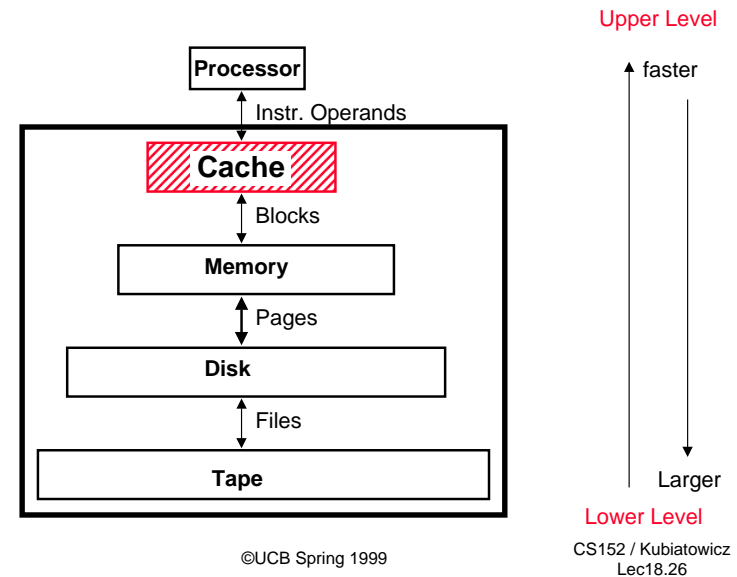 Upper Level
Processor
faster
Instr. Operands
Cache
Blocks
Memory
Pages
Disk
Files
Tape
Larger
Lower Level
©UCB Spring 1999
CS152 / Kubiatowicz
Lec18.26